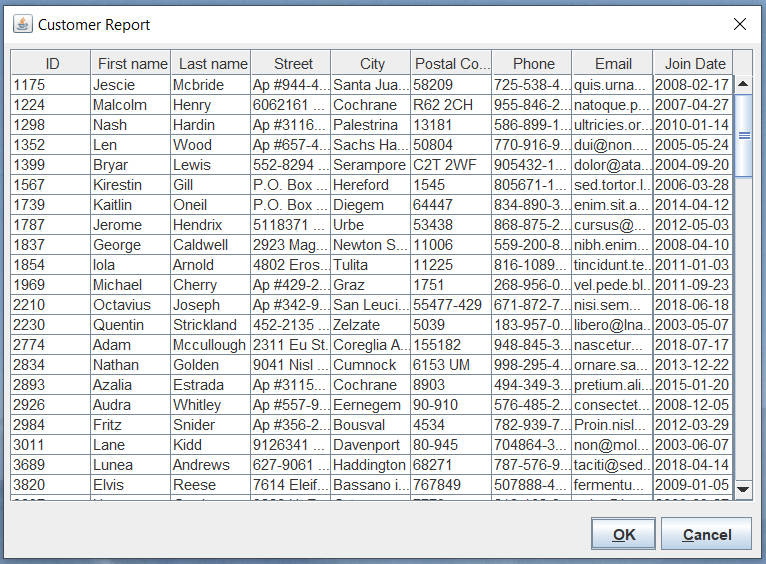 Customer Report
ID First name Last name Street City Postal Co... Phone Email Join Date
1175 Jescie Mcbride Ap #944-4... Santa Jua... 58209 725-538-4... quis.urna... 2008-02-17
1224 Malcolm Henry 6062161 ... Cochrane R62 2CH 955-846-2... natoque.p... 2007-04-27
1298 Nash Hardin Ap #3116... Palestrina 13181 586-899-1... ultricies.or... 2010-01-14
1352 Len Wood Ap #657-4... Sachs Ha... 50804 770-916-9... dui@non.... 2005-05-24
1399 Bryar Lewis 552-8294 ... Serampore C2T 2WF 905432-1... dolor@ata... 2004-09-20
1567 Kirestin Gill P.O. Box ... Hereford 1545 805671-1... sed.tortor.l... 2006-03-28
1739 Kaitlin Oneil P.O. Box ... Diegem 64447 834-890-3... enim.sit.a... 2014-04-12
1787 Jerome Hendrix 5118371 ... Urbe 53438 868-875-2... cursus@... 2012-05-03
1837 George Caldwell 2923 Mag... Newton S... 11006 559-200-8... nibh.enim... 2008-04-10
1854 Iola Arnold 4802 Eros... Tulita 11225 816-1089... tincidunt.te... 2011-01-03
1969 Michael Cherry Ap #429-2... Graz 1751 268-956-0... vel.pede.bl... 2011-09-23
2210 Octavius Joseph Ap #342-9... San Leuci... 55477-429 671-872-7... nisi.sem... 2018-06-18
2230 Quentin Strickland 452-2135 ... Zelzate 5039 183-957-0... libero@Ina... 2003-05-07
2774 Adam Mccullough 2311 Eu St. Coreglia A... 155182 948-845-3... nascetur... 2018-07-17
2834 Nathan Golden 9041 Nisl ... Cumnock 6153 UM 998-295-4... ornare.sa... 2013-12-22
2893 Azalia Estrada Ap #3115... Cochrane 8903 494-349-3... pretium.ali... 2015-01-20
2926 Audra Whitley Ap #557-9... Eernegem 90-910 576-485-2... consectet... 2008-12-05
2984 Fritz Snider Ap #356-2... Bousval 4534 782-939-7... Proin.nisl... 2012-03-29
3011 Lane Kidd 9126341 ... Davenport 80-945 704864-3... non@mol... 2003-06-07
3689 Lunea Andrews 627-9061 ... Haddington 68271 787-576-9... taciti@sed... 2018-04-14
3820 Elvis Reese 7614 Eleif... Bassano i... 767849 507888-4... fermentu... 2009-01-05
OK Cancel